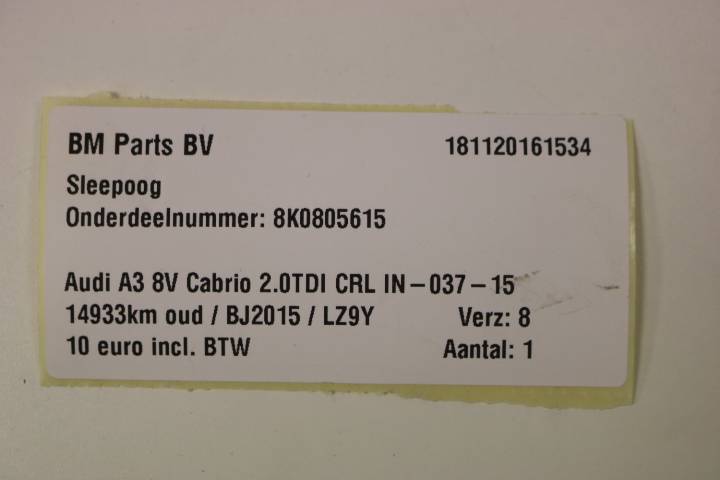 BM Parts BV 181120161534
Sleepoog
Onderdeelnummer: 8K0805615
Audi A3 8V Cabrio 2.0TDI CRL IN-037-15
14933km oud / BJ2015 / LZ9Y Verz: 8
10 euro incl. BTW Aantal: 1